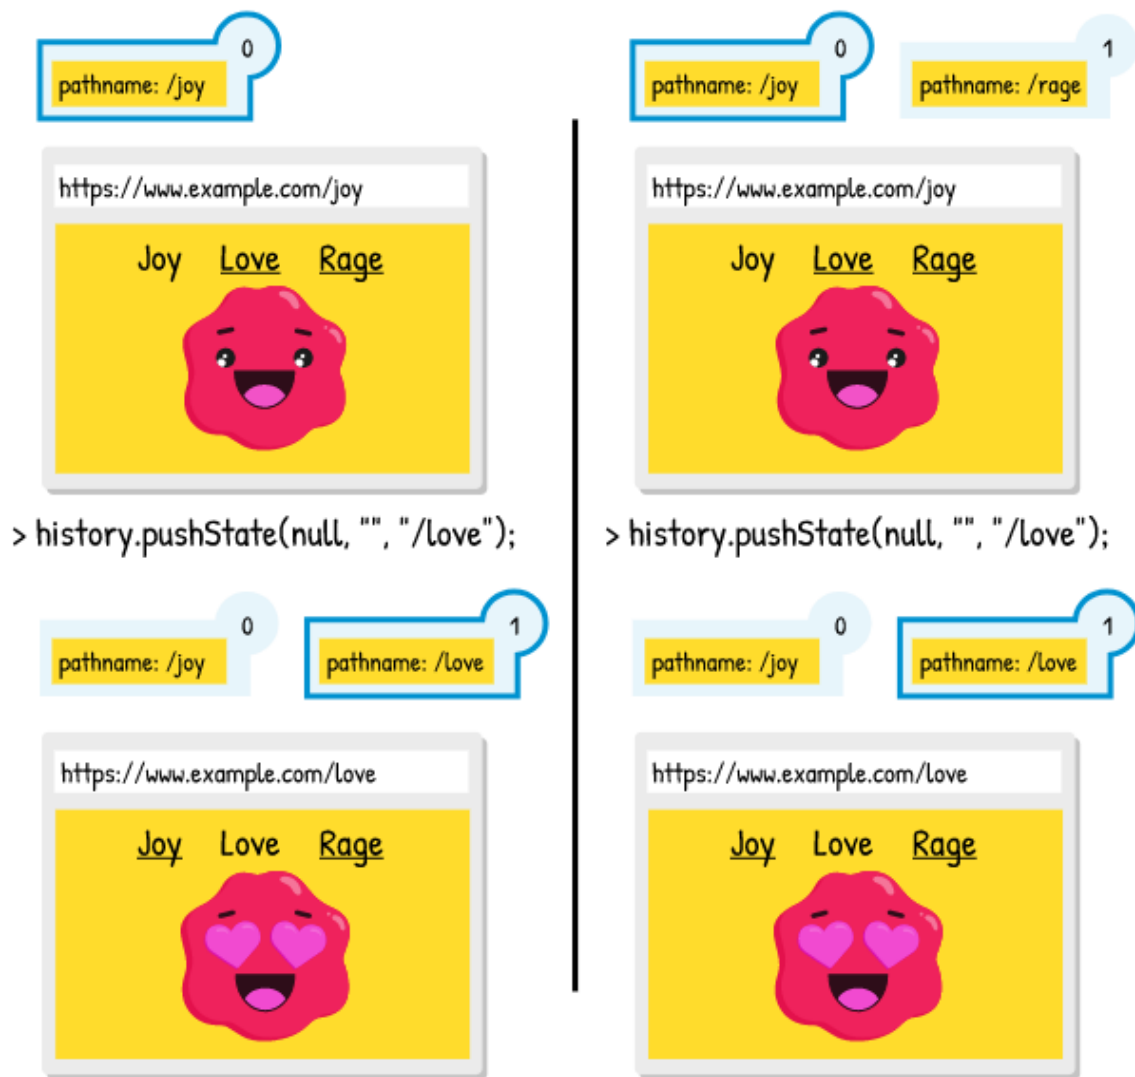 0
pathname: /joy
https://www.example.com/joy
Joy Love Rage
> history.pushState(null, "", "/love");
0
pathname: /joy
1
pathname: /love
https://www.example.com/love
Joy Love Rage
0
pathname: /joy
1
pathname: /rage
https://www.example.com/joy
Joy Love Rage
> history.pushState(null, "", "/love");
0
pathname: /joy
1
pathname: /love
https://www.example.com/love
Joy Love Rage